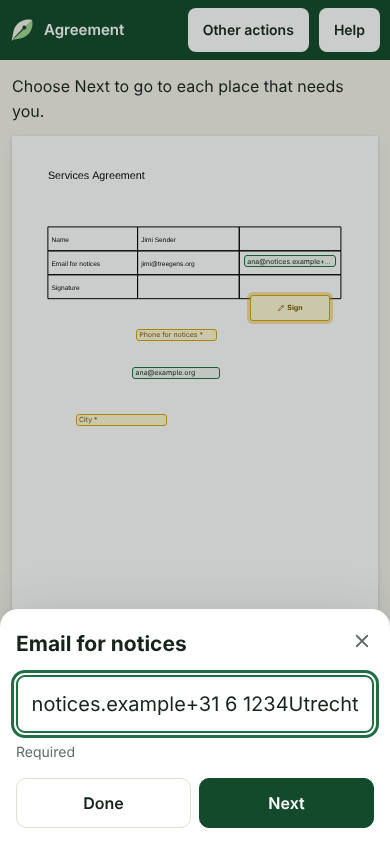 Agreement
Other actions
Help
Choose Next to go to each place that needs
you.
Services Agreement
Name
Jimi Sender
Email for notices
jimi@treegens.org
ana@notices.example+...
Signature
Sign
Phone for notices *
ana@example.org
City *
Email for notices
notices.example+31 6 1234Utrecht
Required
Done
Next